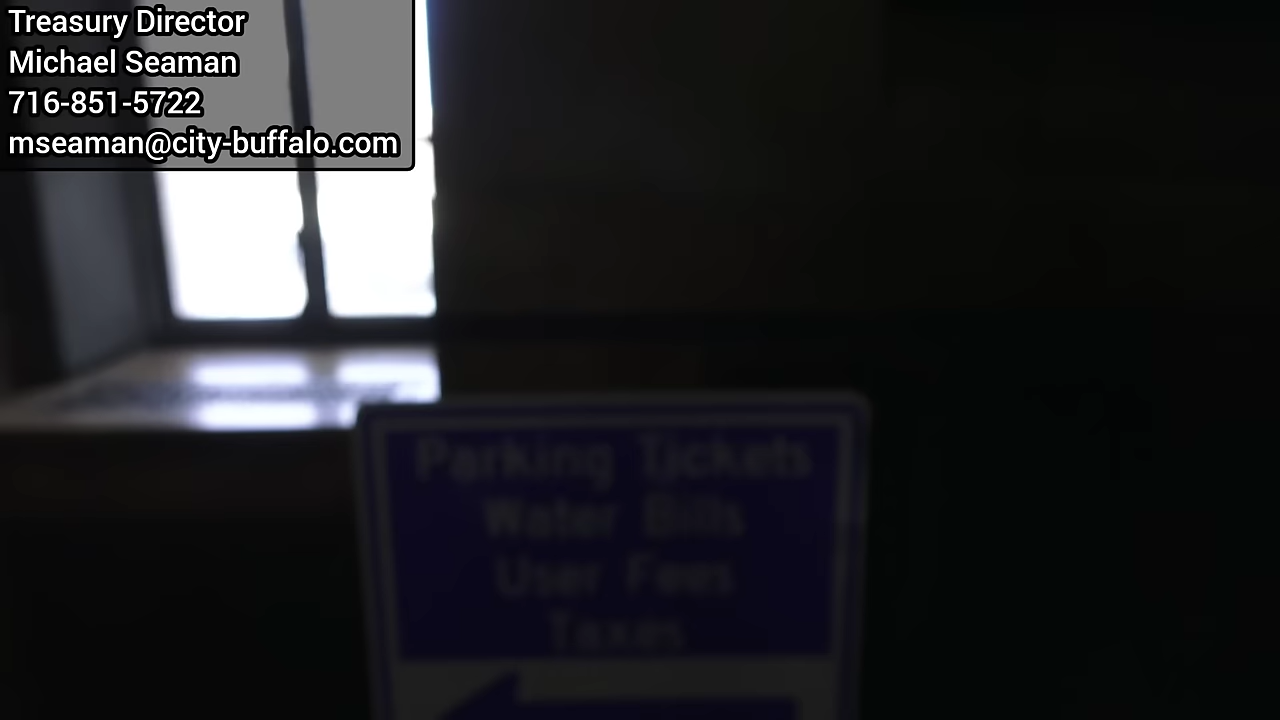 Treasury Director
Michael Seaman
716-851-5722
mseaman@city-buffalo.com
Parking Tickets
Water Bills
User Fees
Taxes